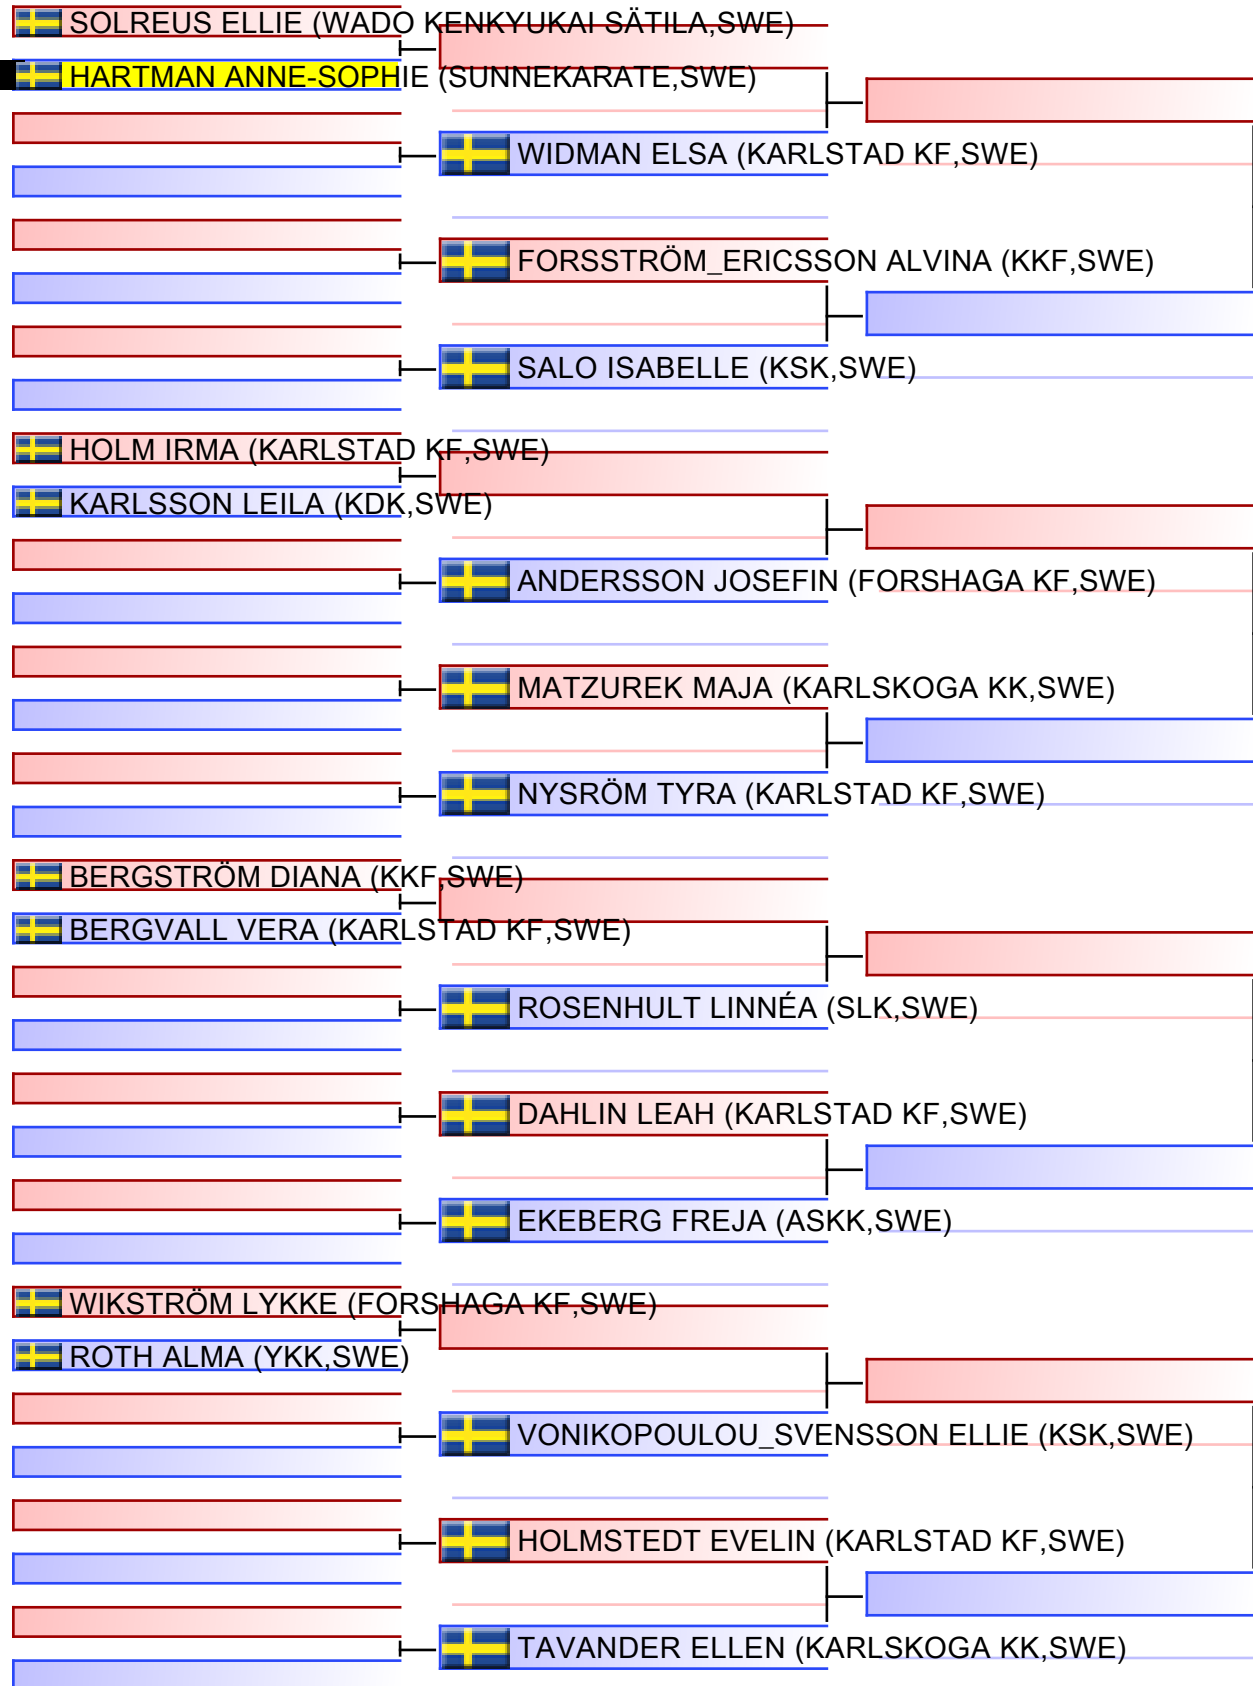 SOLREUS ELLIE (WADO KENKYUKAI SÄTILA,SWE)
HARTMAN ANNE-SOPHIE (SUNNEKARATE,SWE)
WIDMAN ELSA (KARLSTAD KF,SWE)
FORSSTRÖM_ERICSSON ALVINA (KKF,SWE)
SALO ISABELLE (KSK,SWE)
HOLM IRMA (KARLSTAD KF,SWE)
KARLSSON LEILA (KDK,SWE)
ANDERSSON JOSEFIN (FORSHAGA KF,SWE)
MATZUREK MAJA (KARLSKOGA KK,SWE)
NYSRÖM TYRA (KARLSTAD KF,SWE)
BERGSTRÖM DIANA (KKF,SWE)
BERGVALL VERA (KARLSTAD KF,SWE)
ROSENHULT LINNÉA (SLK,SWE)
DAHLIN LEAH (KARLSTAD KF,SWE)
EKEBERG FREJA (ASKK,SWE)
WIKSTRÖM LYKKE (FORSHAGA KF,SWE)
ROTH ALMA (YKK,SWE)
VONIKOPOULOU_SVENSSON ELLIE (KSK,SWE)
HOLMSTEDT EVELIN (KARLSTAD KF,SWE)
TAVANDER ELLEN (KARLSKOGA KK,SWE)